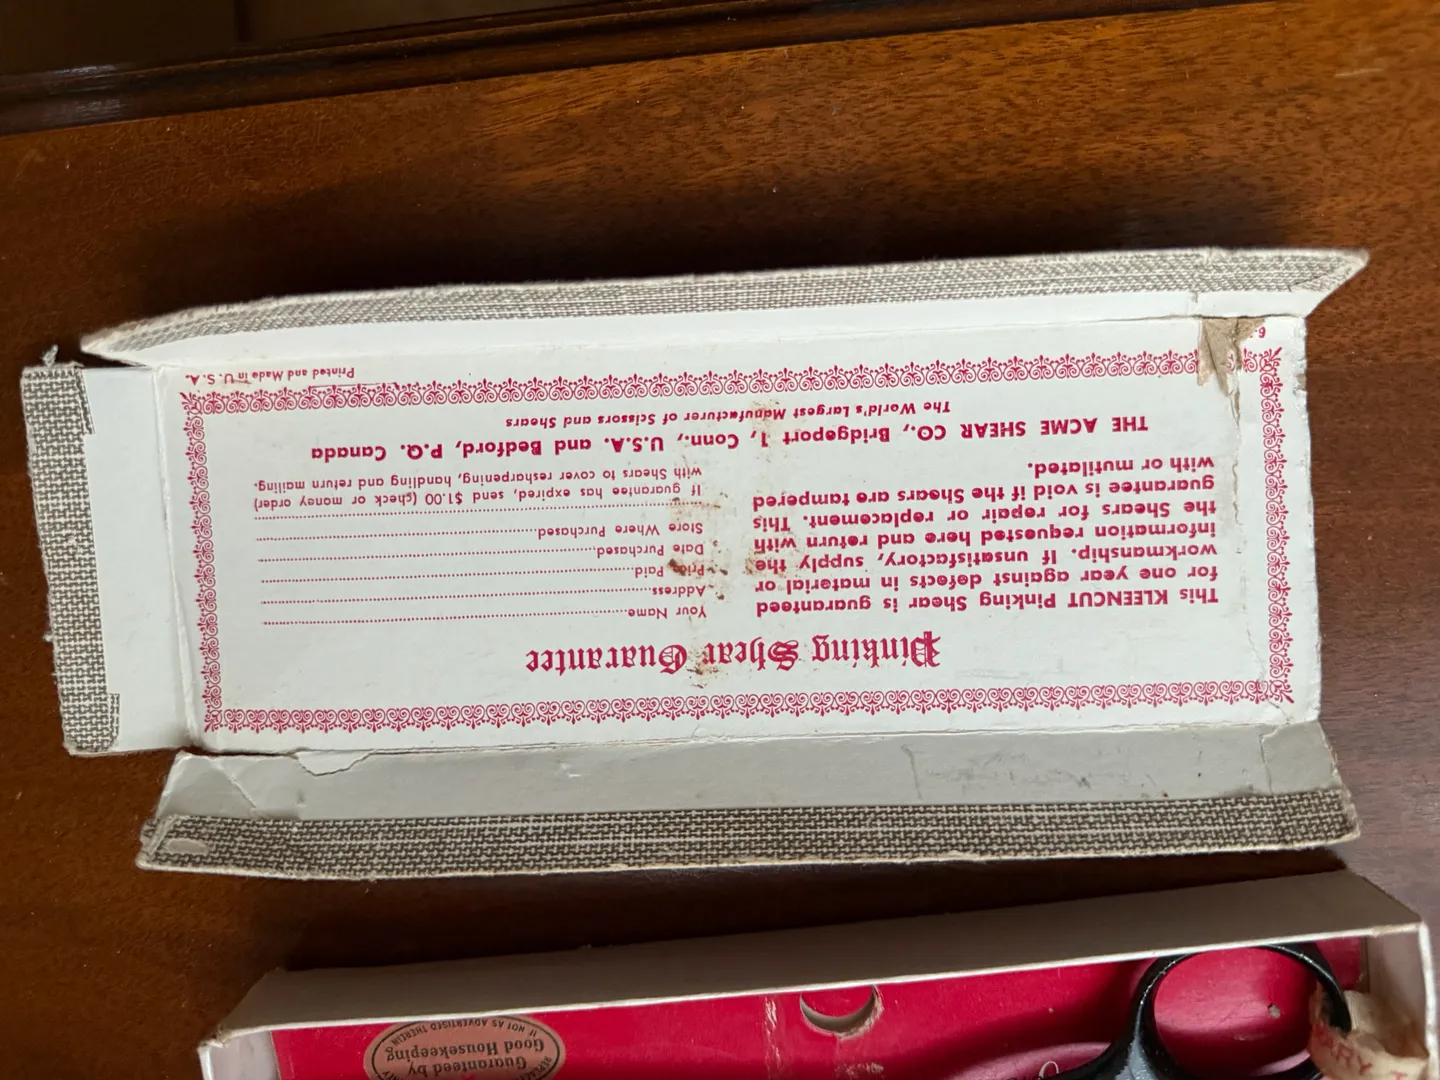 Pinking Shear Guarantee
This KLEENCUT Pinking Shear is guaranteed
for one year against defects in material or
workmanship. If unsatisfactory, supply the
information requested here and return with
the Shears for repair or replacement. This
guarantee is void if the Shears are tampered
with or mutilated.
Your Name
Address
Price Paid
Date Purchased
Store Where Purchased
If guarantee has expired, send $1.00 (check or money order)
with Shears to cover resharpening, handling and return mailing.
THE ACME SHEAR CO., Bridgeport 1, Conn., U.S.A. and Bedford, P.Q. Canada
The World's Largest Manufacturer of Scissors and Shears
Printed and Made in U.S.A.
Guaranteed by
Good Housekeeping
IF NOT AS ADVERTISED THEREIN